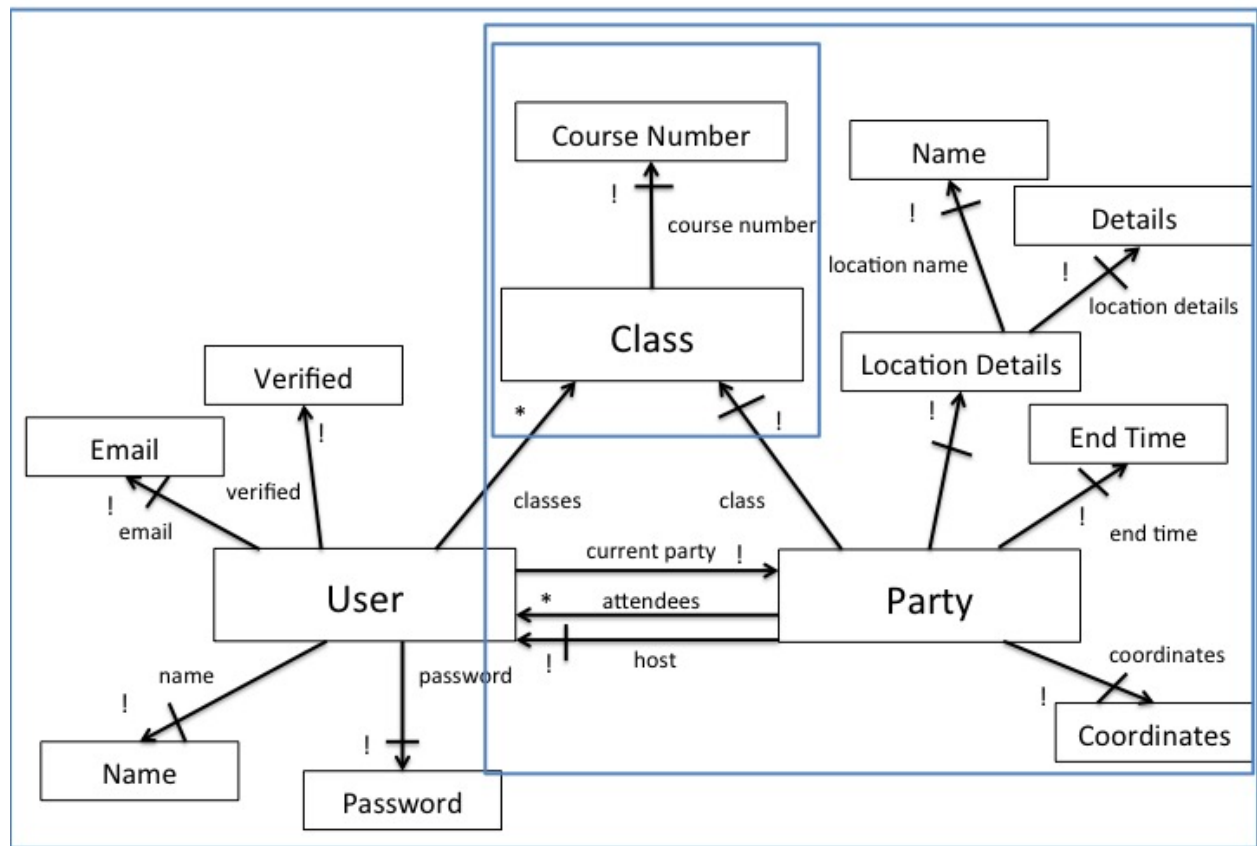 Course Number
!
course number
Name
!
location name
Details
!
location details
Class
Location Details
Verified
!
verified
Email
!
email
*
classes
!
class
!
End Time
!
end time
User
current party !
* attendees
! host
Party
name
!
Name
password
!
Password
coordinates
!
Coordinates